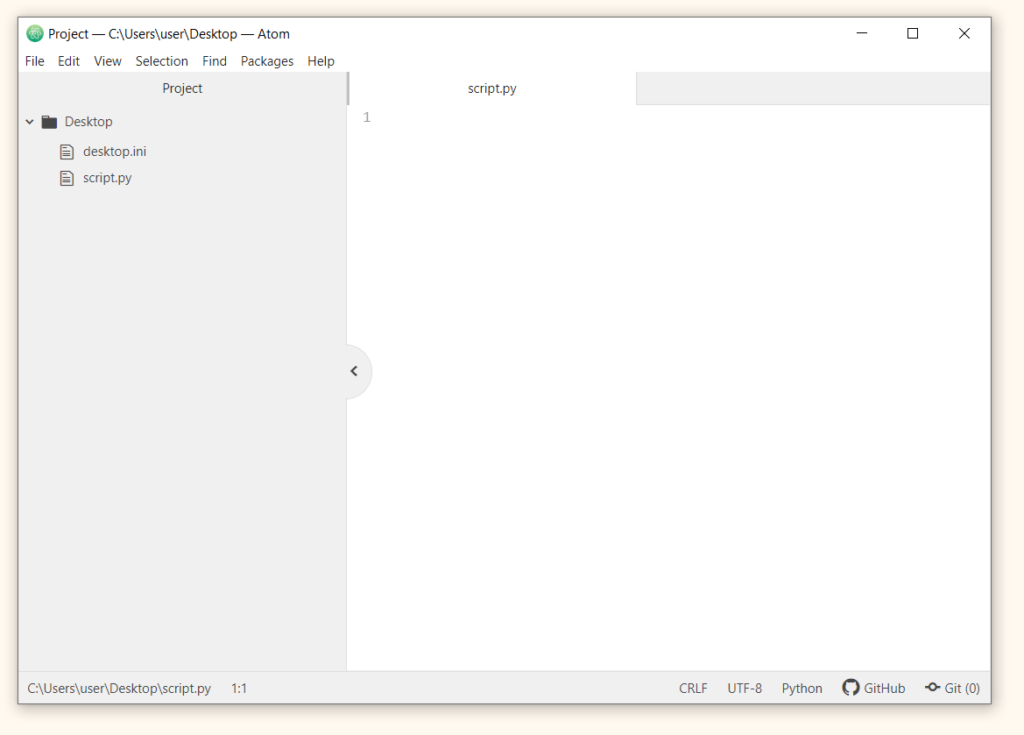 Project — C:\Users\user\Desktop — Atom
File Edit View Selection Find Packages Help
Project
script.py
Desktop
desktop.ini
script.py
1
C:\Users\user\Desktop\script.py 1:1 CRLF UTF-8 Python GitHub Git (0)